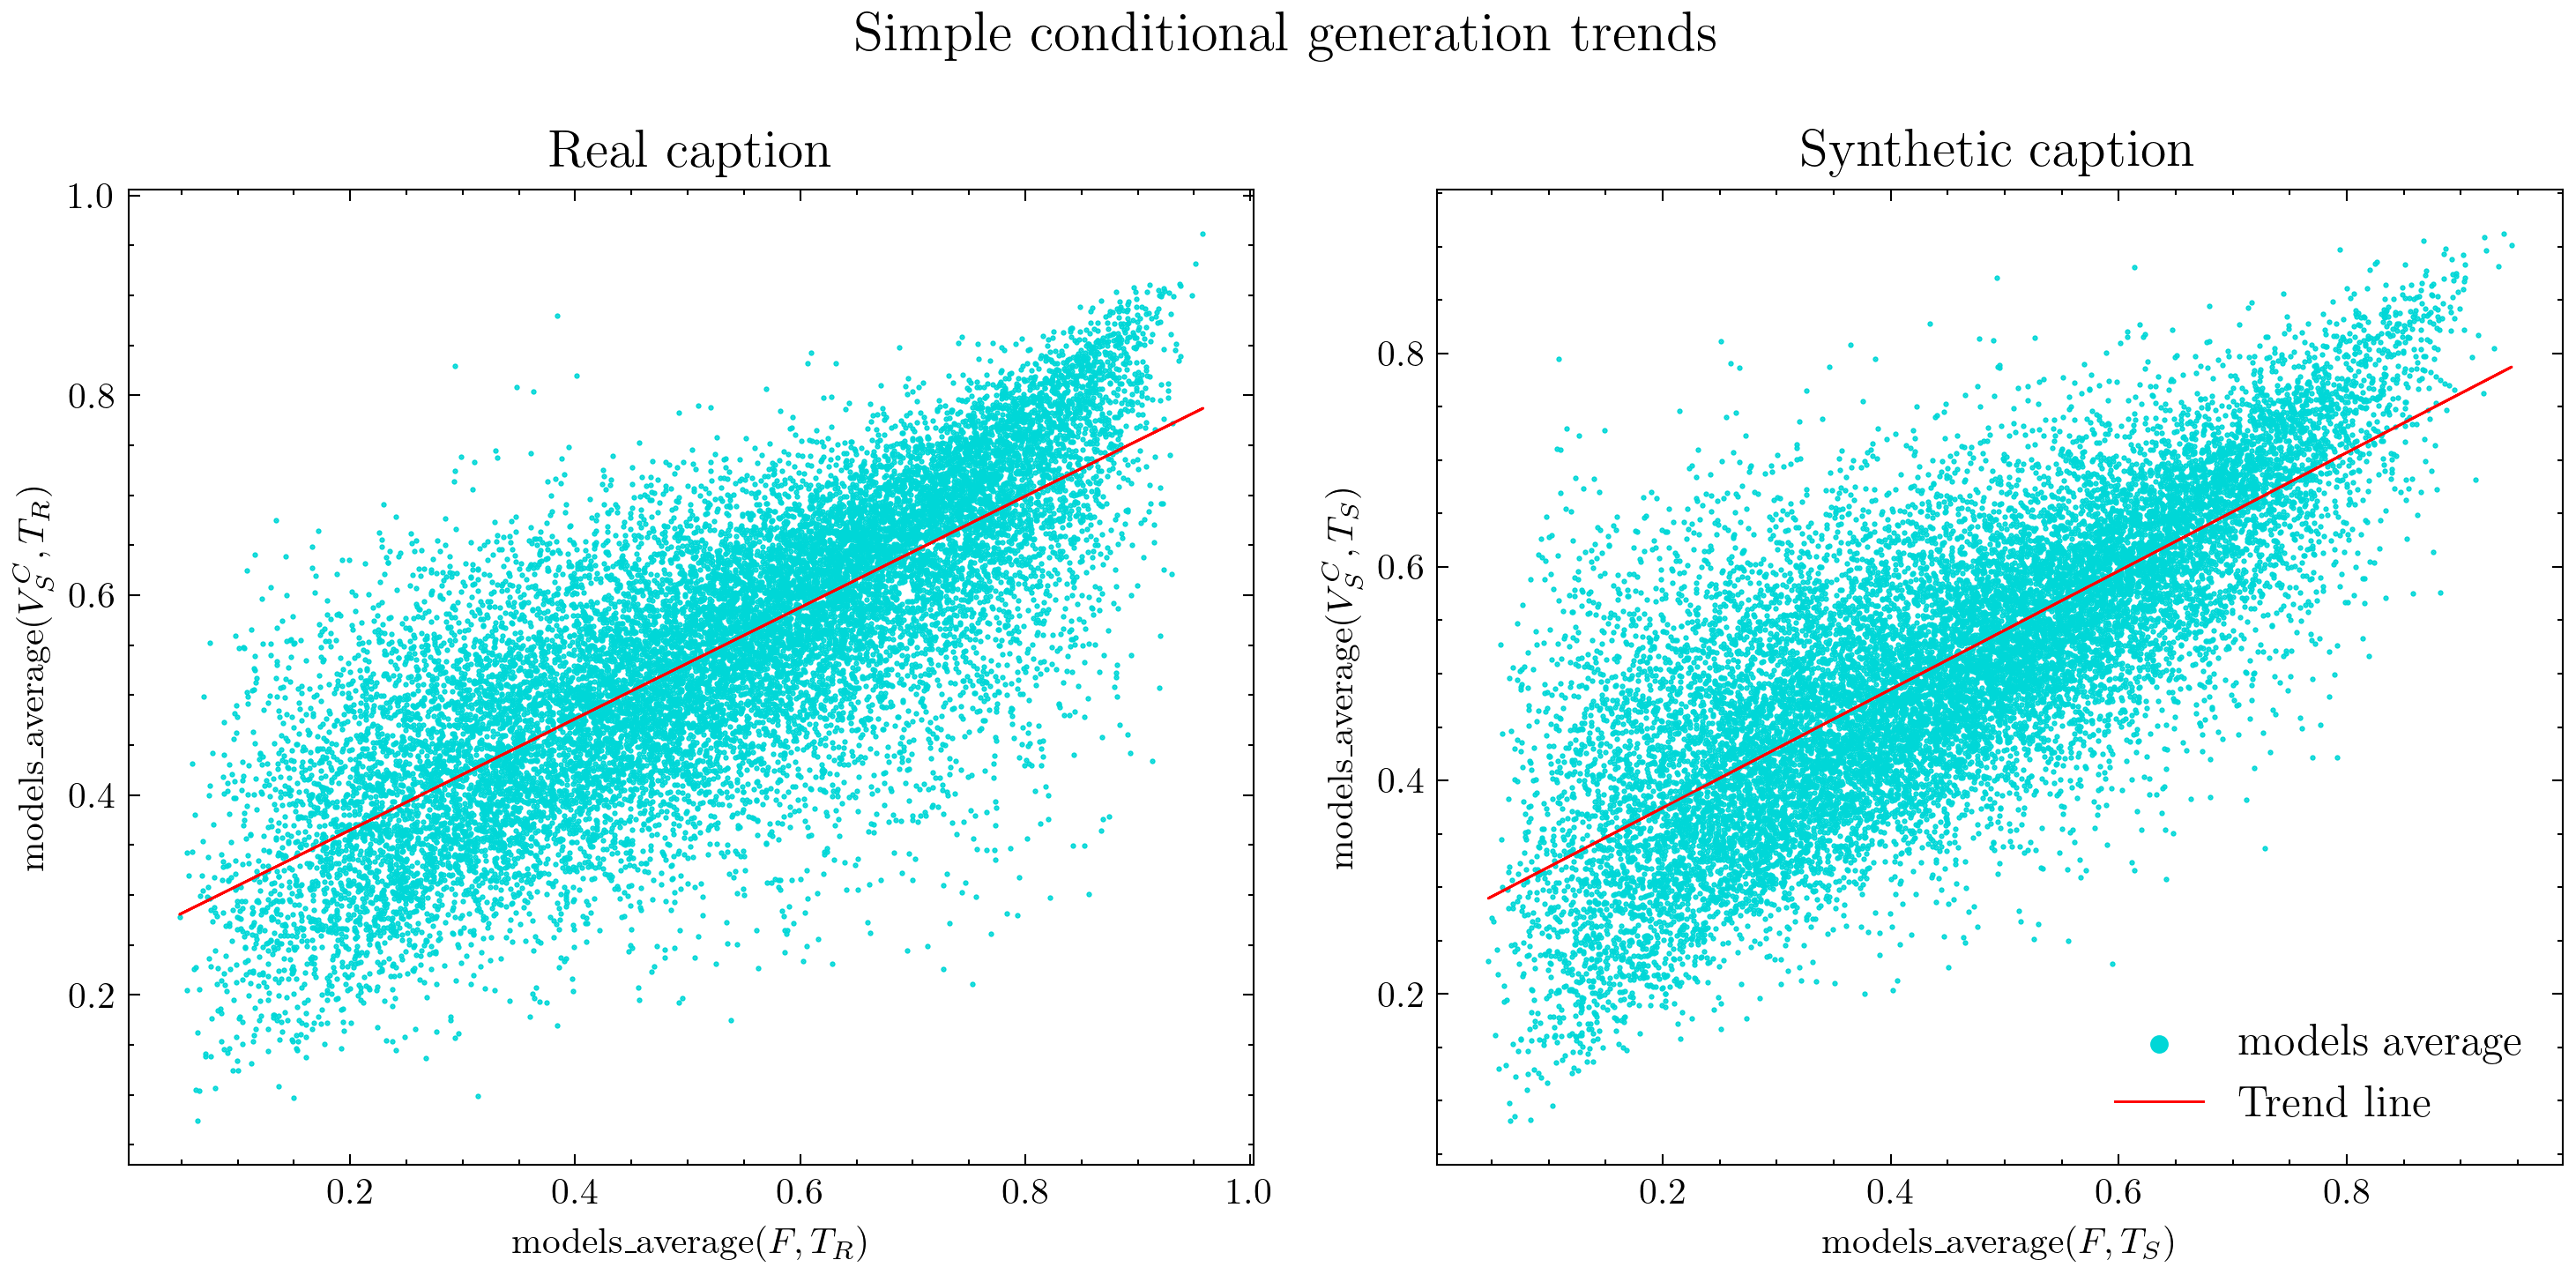 Simple conditional generation trends
Real caption
1.0
0.8
0.6
0.4
0.2
0.2 0.4 0.6 0.8 1.0
models_average(V_S^C, T_R)
models_average(F, T_R)
Synthetic caption
0.8
0.6
0.4
0.2
0.2 0.4 0.6 0.8
models_average(V_S^C, T_S)
models_average(F, T_S)
models average
Trend line